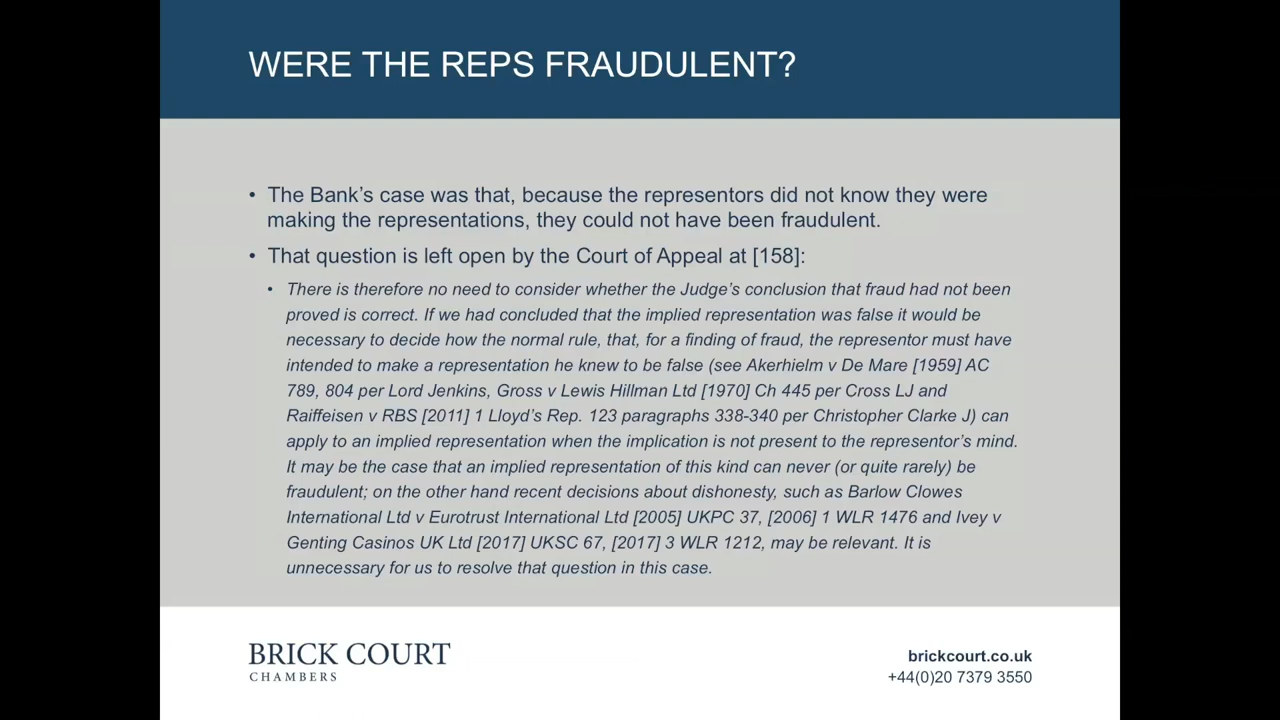 WERE THE REPS FRAUDULENT?
• The Bank's case was that, because the representors did not know they were
making the representations, they could not have been fraudulent.
• That question is left open by the Court of Appeal at [158]:
• There is therefore no need to consider whether the Judge's conclusion that fraud had not been
proved is correct. If we had concluded that the implied representation was false it would be
necessary to decide how the normal rule, that, for a finding of fraud, the representor must have
intended to make a representation he knew to be false (see Akerhielm v De Mare [1959] AC
789, 804 per Lord Jenkins, Gross v Lewis Hillman Ltd [1970] Ch 445 per Cross LJ and
Raiffeisen v RBS [2011] 1 Lloyd's Rep. 123 paragraphs 338-340 per Christopher Clarke J) can
apply to an implied representation when the implication is not present to the representor's mind.
It may be the case that an implied representation of this kind can never (or quite rarely) be
fraudulent; on the other hand recent decisions about dishonesty, such as Barlow Clowes
International Ltd v Eurotrust International Ltd [2005] UKPC 37, [2006] 1 WLR 1476 and Ivey v
Genting Casinos UK Ltd [2017] UKSC 67, [2017] 3 WLR 1212, may be relevant. It is
unnecessary for us to resolve that question in this case.
BRICK COURT
CHAMBERS
brickcourt.co.uk
+44(0)20 7379 3550